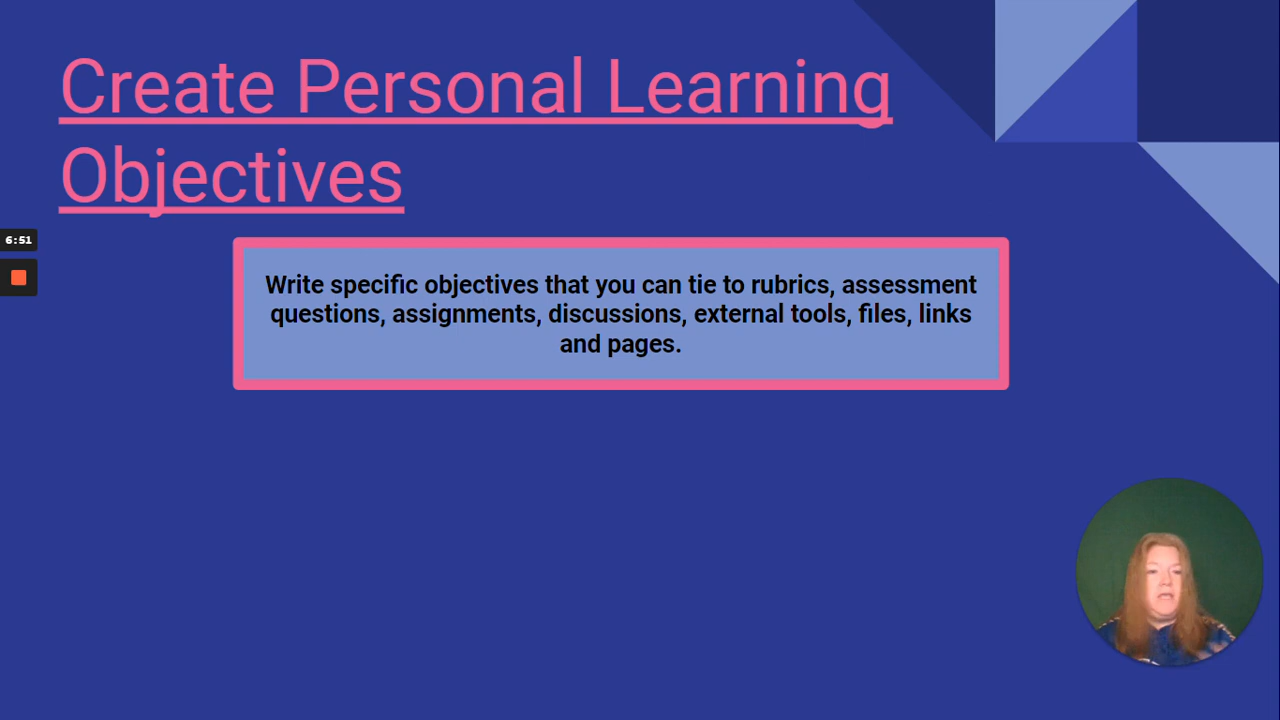 Create Personal Learning
Objectives
6:51
Write specific objectives that you can tie to rubrics, assessment
questions, assignments, discussions, external tools, files, links
and pages.